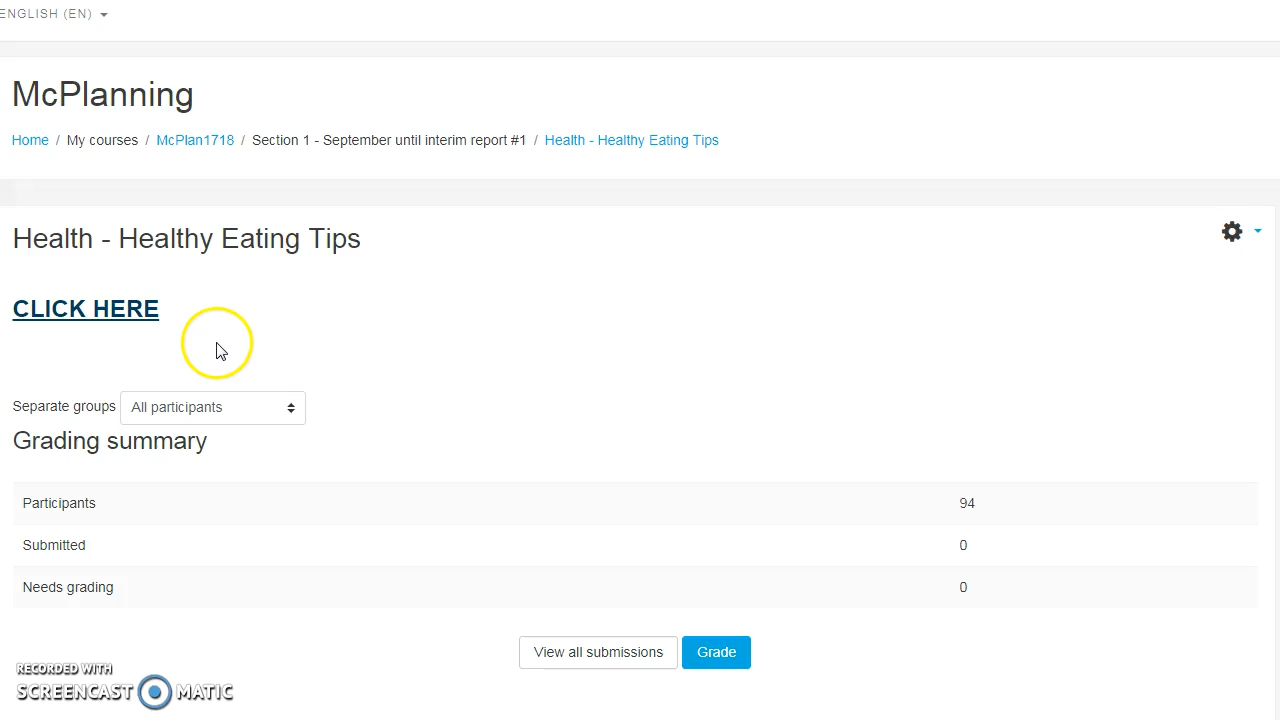 ENGLISH (EN)
McPlanning
Home / My courses / McPlan1718 / Section 1 - September until interim report #1 / Health - Healthy Eating Tips
Health - Healthy Eating Tips
CLICK HERE
Separate groups All participants
Grading summary
Participants 94
Submitted 0
Needs grading 0
View all submissions Grade
RECORDED WITH
SCREENCAST MATIC